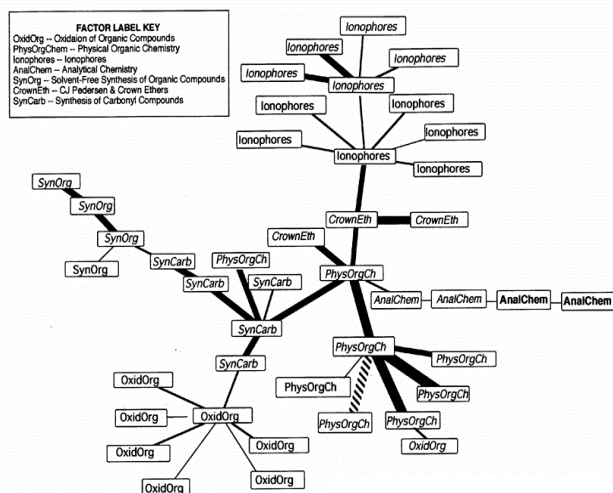 FACTOR LABEL KEY
OxidOrg -- Oxidaion of Organic Compounds
PhysOrgChem -- Physical Organic Chemistry
Ionophores -- Ionophores
AnalChem -- Analytical Chemistry
SynOrg -- Solvent-Free Synthesis of Organic Compounds
CrownEth -- CJ Pedersen & Crown Ethers
SynCarb -- Synthesis of Carbonyl Compounds
Ionophores
Ionophores
Ionophores
Ionophores
Ionophores
Ionophores
Ionophores
Ionophores
Ionophores
Ionophores
Ionophores
SynOrg
SynOrg
SynOrg
SynOrg
CrownEth
CrownEth
CrownEth
SynCarb
PhysOrgCh
PhysOrgCh
SynCarb
SynCarb
AnalChem
AnalChem
AnalChem
AnalChem
SynCarb
PhysOrgCh
PhysOrgCh
SynCarb
OxidOrg
PhysOrgCh
PhysOrgCh
OxidOrg
OxidOrg
PhysOrgCh
PhysOrgCh
OxidOrg
OxidOrg
OxidOrg
OxidOrg
OxidOrg
OxidOrg